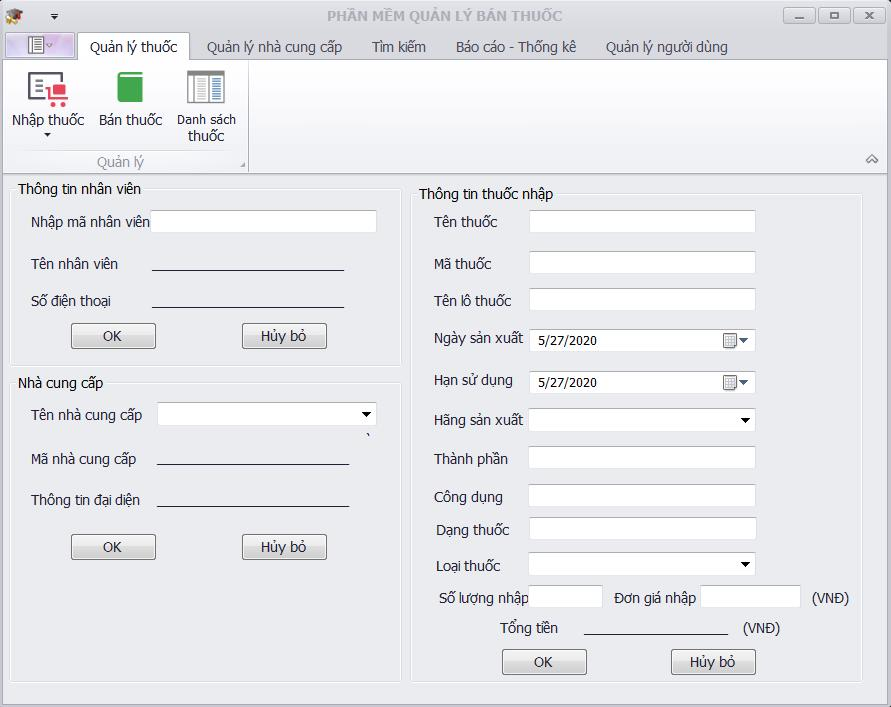 PHẦN MỀM QUẢN LÝ BÁN THUỐC
Quản lý thuốc Quản lý nhà cung cấp Tìm kiếm Báo cáo - Thống kê Quản lý người dùng
Nhập thuốc Bán thuốc Danh sách thuốc
Quản lý
Thông tin nhân viên
Nhập mã nhân viên
Tên nhân viên
Số điện thoại
OK Hủy bỏ
Nhà cung cấp
Tên nhà cung cấp
Mã nhà cung cấp
Thông tin đại diện
OK Hủy bỏ
Thông tin thuốc nhập
Tên thuốc
Mã thuốc
Tên lô thuốc
Ngày sản xuất 5/27/2020
Hạn sử dụng 5/27/2020
Hãng sản xuất
Thành phần
Công dụng
Dạng thuốc
Loại thuốc
Số lượng nhập Đơn giá nhập (VNĐ)
Tổng tiền (VNĐ)
OK Hủy bỏ